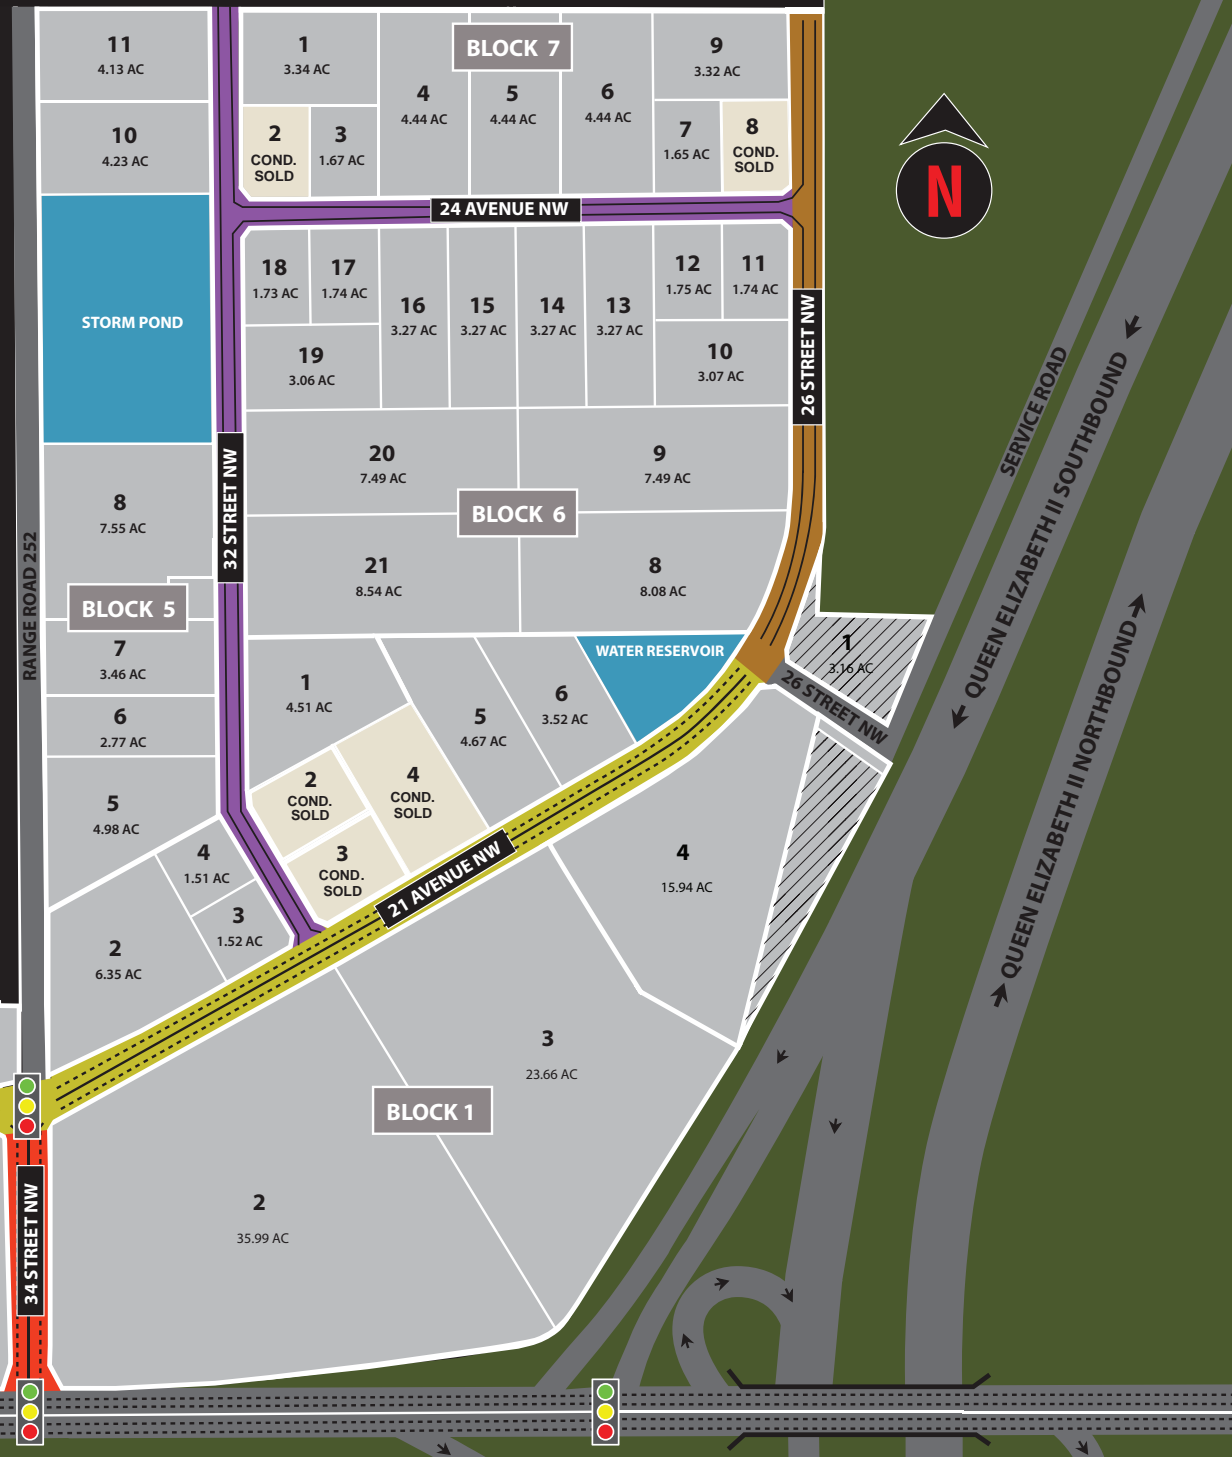 11
4.13 AC
10
4.23 AC
STORM POND
8
7.55 AC
BLOCK 5
7
3.46 AC
6
2.77 AC
5
4.98 AC
4
1.51 AC
3
1.52 AC
2
6.35 AC
RANGE ROAD 252
32 STREET NW
34 STREET NW
BLOCK 7
1
3.34 AC
2
COND.
SOLD
3
1.67 AC
4
4.44 AC
5
4.44 AC
6
4.44 AC
9
3.32 AC
7
1.65 AC
8
COND.
SOLD
24 AVENUE NW
18
1.73 AC
17
1.74 AC
16
3.27 AC
15
3.27 AC
14
3.27 AC
13
3.27 AC
12
1.75 AC
11
1.74 AC
19
3.06 AC
10
3.07 AC
20
7.49 AC
9
7.49 AC
BLOCK 6
21
8.54 AC
8
8.08 AC
26 STREET NW
1
4.51 AC
2
COND.
SOLD
3
COND.
SOLD
4
COND.
SOLD
5
4.67 AC
6
3.52 AC
WATER RESERVOIR
21 AVENUE NW
1
3.16 AC
26 STREET NW
4
15.94 AC
3
23.66 AC
BLOCK 1
2
35.99 AC
N
SERVICE ROAD
QUEEN ELIZABETH II SOUTHBOUND
QUEEN ELIZABETH II NORTHBOUND